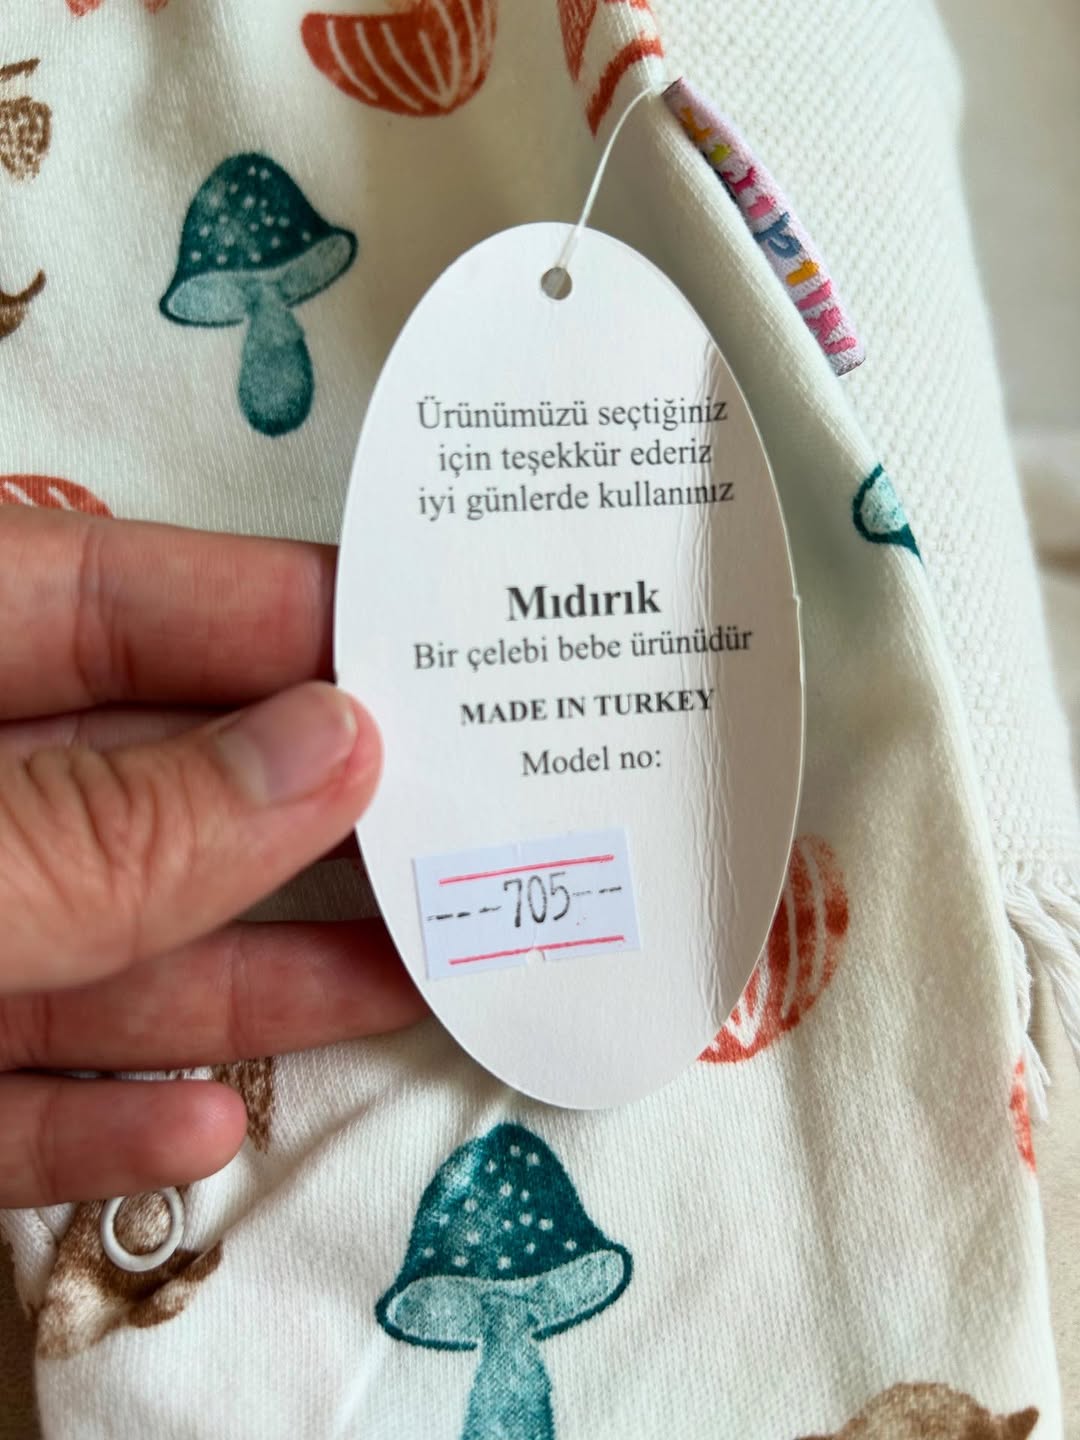 Ürünümüzü seçtiğiniz
için teşekkür ederiz
iyi günlerde kullanınız
Mıdırık
Bir çelebi bebe ürünüdür
MADE IN TURKEY
Model no:
----705---